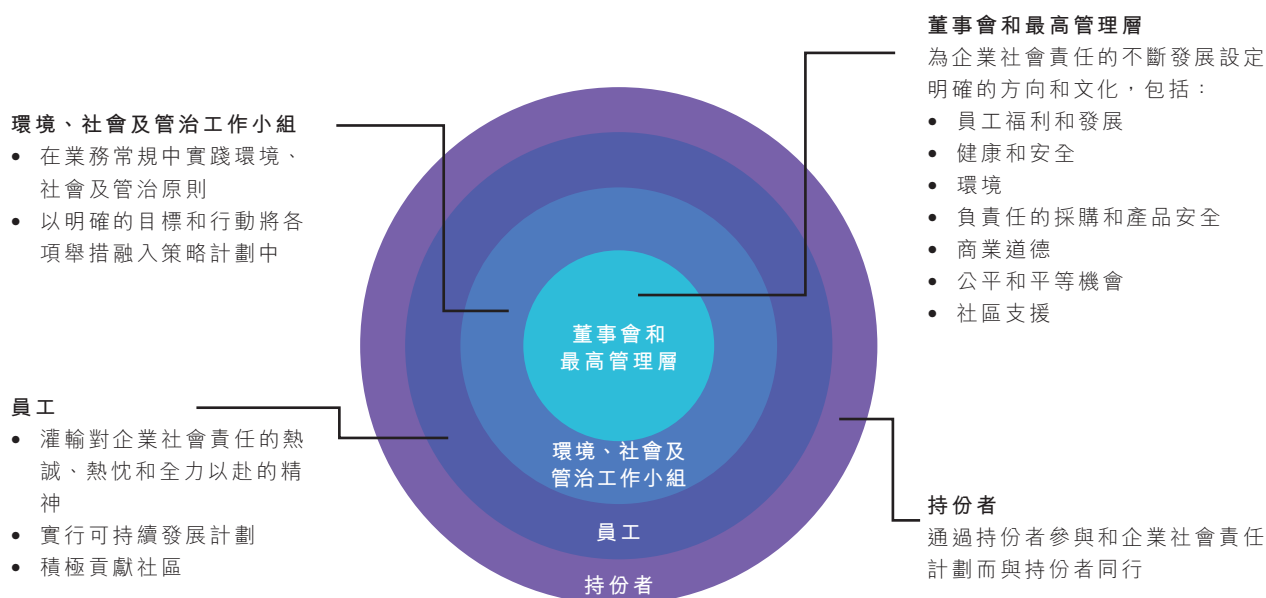 環境、社會及管治工作小組
• 在業務常規中實踐環境、
社會及管治原則
• 以明確的目標和行動將各
項舉措融入策略計劃中
員工
• 灌輸對企業社會責任的熱
誠、熱忱和全力以赴的精
神
• 實行可持續發展計劃
• 積極貢獻社區
董事會和
最高管理層
環境、社會及
管治工作小組
員工
持份者
董事會和最高管理層
為企業社會責任的不斷發展設定
明確的方向和文化，包括：
• 員工福利和發展
• 健康和安全
• 環境
• 負責任的採購和產品安全
• 商業道德
• 公平和平等機會
• 社區支援
持份者
通過持份者參與和企業社會責任
計劃而與持份者同行